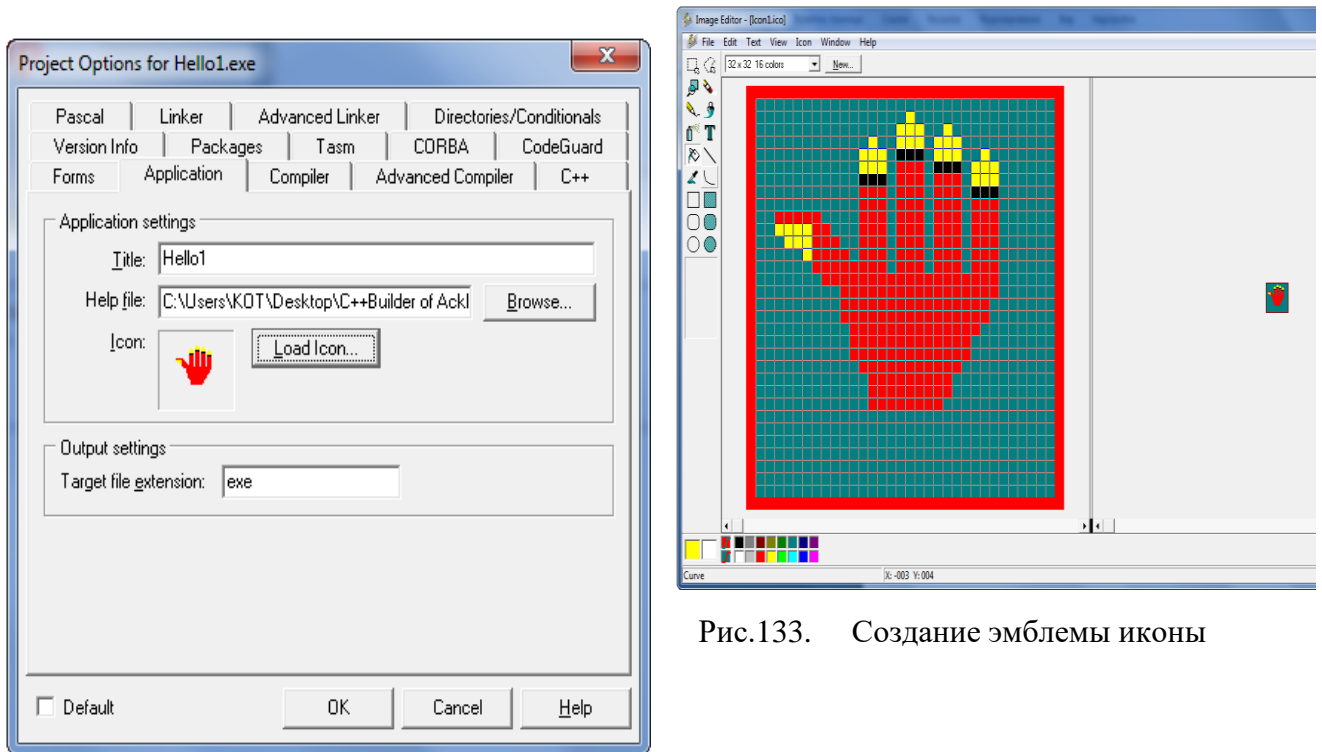 Project Options for Hello1.exe
Pascal Linker Advanced Linker Directories/Conditionals
Version Info Packages Tasm CORBA CodeGuard
Forms Application Compiler Advanced Compiler C++
Application settings
Title: Hello1
Help file: C:\Users\KOT\Desktop\C++Builder of Ackl Browse...
Icon: Load Icon...
Output settings
Target file extension: exe
Default OK Cancel Help
Image Editor - [Icon1.ico]
File Edit Text View Icon Window Help
32 x 32 16 colors New...
T
Curve X: -003 Y: 004
Рис.133. Создание эмблемы иконы